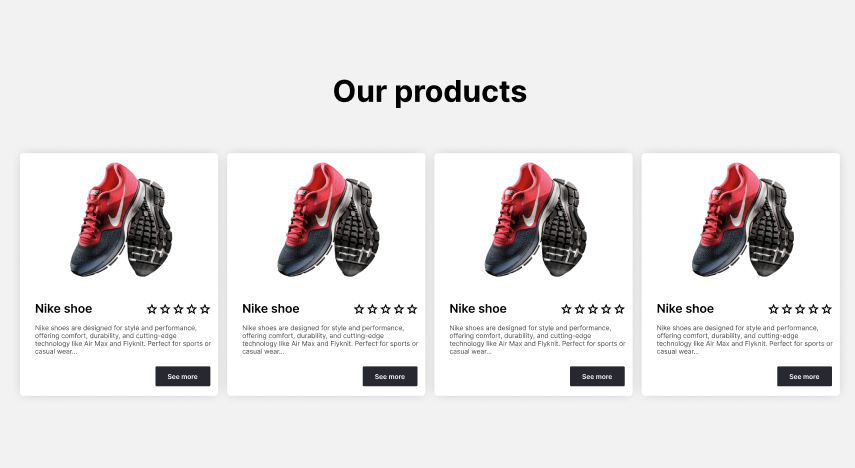 Our products
Nike shoe
Nike shoes are designed for style and performance,
offering comfort, durability, and cutting-edge
technology like Air Max and Flyknit. Perfect for sports or
casual wear...
See more
Nike shoe
Nike shoes are designed for style and performance,
offering comfort, durability, and cutting-edge
technology like Air Max and Flyknit. Perfect for sports or
casual wear...
See more
Nike shoe
Nike shoes are designed for style and performance,
offering comfort, durability, and cutting-edge
technology like Air Max and Flyknit. Perfect for sports or
casual wear...
See more
Nike shoe
Nike shoes are designed for style and performance,
offering comfort, durability, and cutting-edge
technology like Air Max and Flyknit. Perfect for sports or
casual wear...
See more